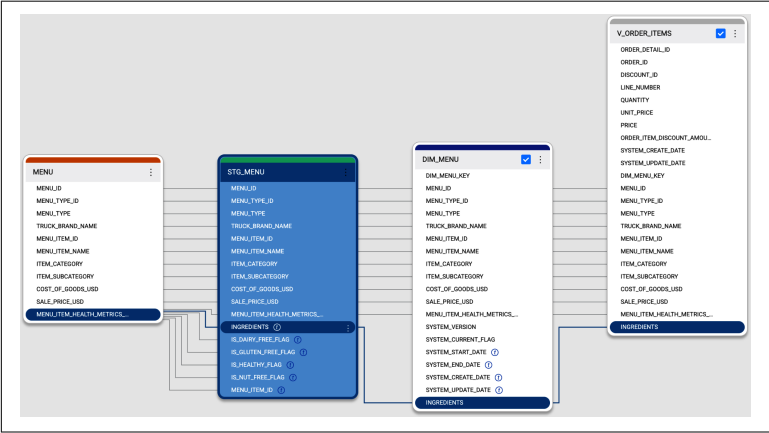 V_ORDER_ITEMS
ORDER_DETAIL_ID
ORDER_ID
DISCOUNT_ID
LINE_NUMBER
QUANTITY
UNIT_PRICE
PRICE
ORDER_ITEM_DISCOUNT_AMOU...
SYSTEM_CREATE_DATE
SYSTEM_UPDATE_DATE
DIM_MENU_KEY
MENU_ID
MENU_TYPE_ID
MENU_TYPE
TRUCK_BRAND_NAME
MENU_ITEM_ID
MENU_ITEM_NAME
ITEM_CATEGORY
ITEM_SUBCATEGORY
COST_OF_GOODS_USD
SALE_PRICE_USD
MENU_ITEM_HEALTH_METRICS_...
INGREDIENTS
MENU
MENU_ID
MENU_TYPE_ID
MENU_TYPE
TRUCK_BRAND_NAME
MENU_ITEM_ID
MENU_ITEM_NAME
ITEM_CATEGORY
ITEM_SUBCATEGORY
COST_OF_GOODS_USD
SALE_PRICE_USD
MENU_ITEM_HEALTH_METRICS_...
STG_MENU
MENU_ID
MENU_TYPE_ID
MENU_TYPE
TRUCK_BRAND_NAME
MENU_ITEM_ID
MENU_ITEM_NAME
ITEM_CATEGORY
ITEM_SUBCATEGORY
COST_OF_GOODS_USD
SALE_PRICE_USD
INGREDIENTS f
IS_DAIRY_FREE_FLAG f
IS_GLUTEN_FREE_FLAG f
IS_HEALTHY_FLAG f
IS_NUT_FREE_FLAG f
MENU_ITEM_ID f
DIM_MENU
DIM_MENU_KEY
MENU_ID
MENU_TYPE_ID
MENU_TYPE
TRUCK_BRAND_NAME
MENU_ITEM_ID
MENU_ITEM_NAME
ITEM_CATEGORY
ITEM_SUBCATEGORY
COST_OF_GOODS_USD
SALE_PRICE_USD
MENU_ITEM_HEALTH_METRICS_...
SYSTEM_VERSION
SYSTEM_CURRENT_FLAG
SYSTEM_START_DATE f
SYSTEM_END_DATE f
SYSTEM_CREATE_DATE f
SYSTEM_UPDATE_DATE f
INGREDIENTS